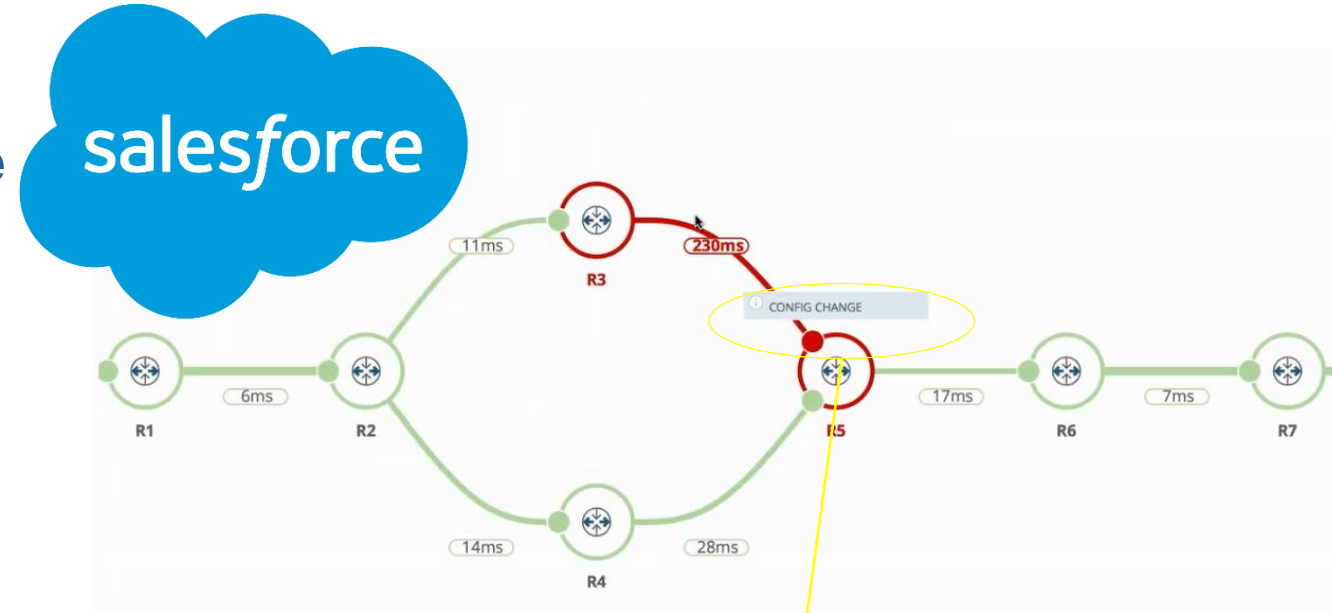 e
salesforce
11ms
230ms
R3
CONFIG CHANGE
6ms
17ms
7ms
R1
R2
R5
R6
R7
14ms
28ms
R4